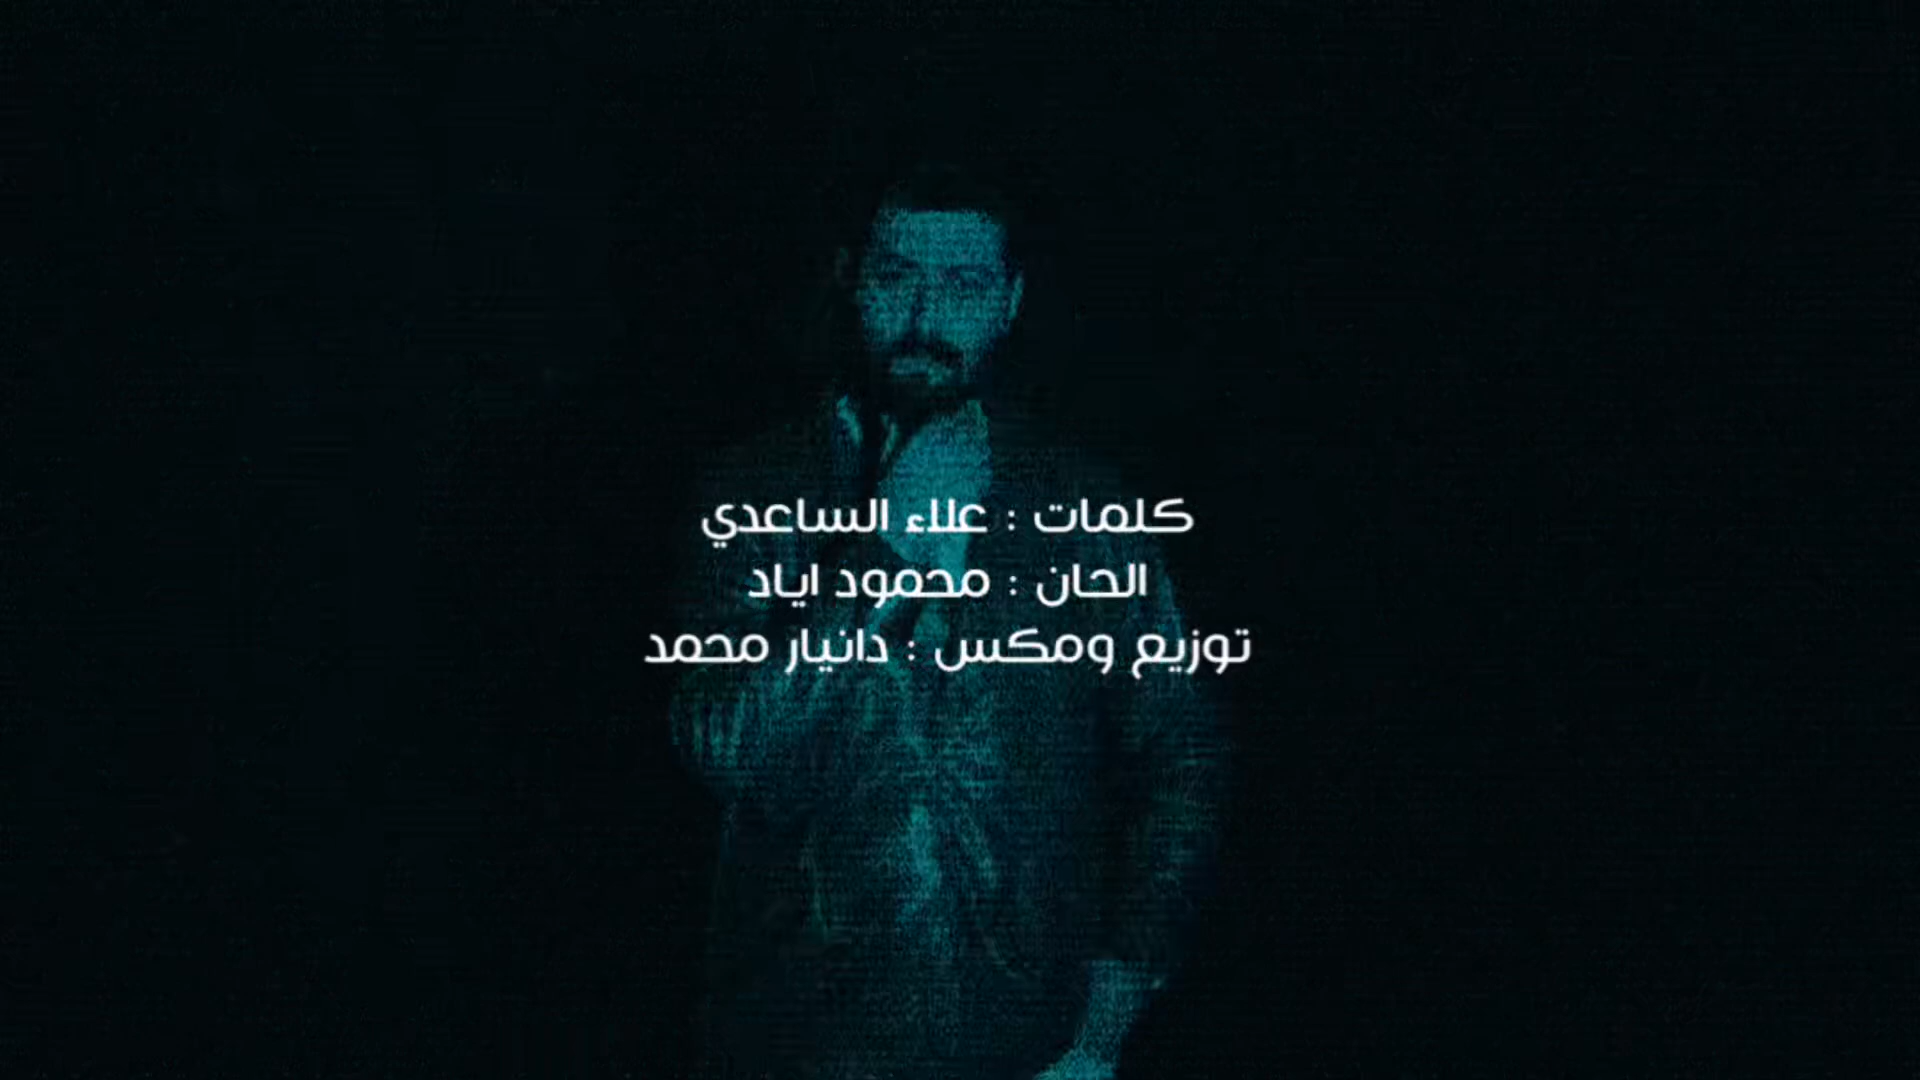 كلمات : علاء الساعدي
الحان : محمود اياد
توزيع ومكس : دانيار محمد